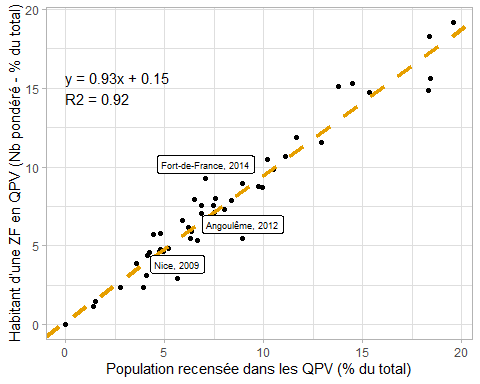 Habitant d'une ZF en QPV (Nb pondéré - % du total)
20
15
10
5
0
y = 0.93x + 0.15
R2 = 0.92
Fort-de-France, 2014
Angoulême, 2012
Nice, 2009
0 5 10 15 20
Population recensée dans les QPV (% du total)